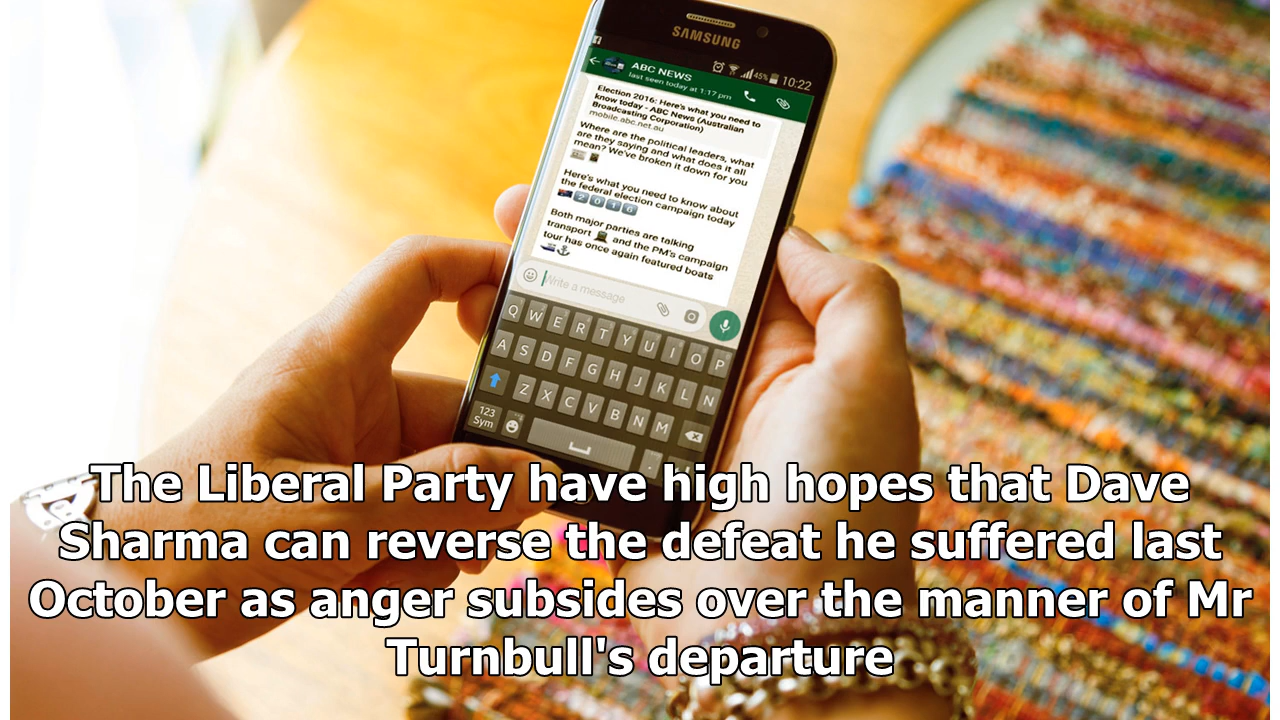 SAMSUNG
45% 10:22
ABC NEWS
last seen today at 1:17 pm
Election 2016: Here's what you need to
know today - ABC News (Australian
Broadcasting Corporation)
mobile.abc.net.au
Where are the political leaders, what
are they saying and what does it all
mean? We've broken it down for you
Here's what you need to know about
the federal election campaign today
2016
Both major parties are talking
transport and the PM's campaign
tour has once again featured boats
Write a message
Q W E R T Y U I O P
A S D F G H J K L N
Z X C V B N M
123
Sym
The Liberal Party have high hopes that Dave
Sharma can reverse the defeat he suffered last
October as anger subsides over the manner of Mr
Turnbull's departure